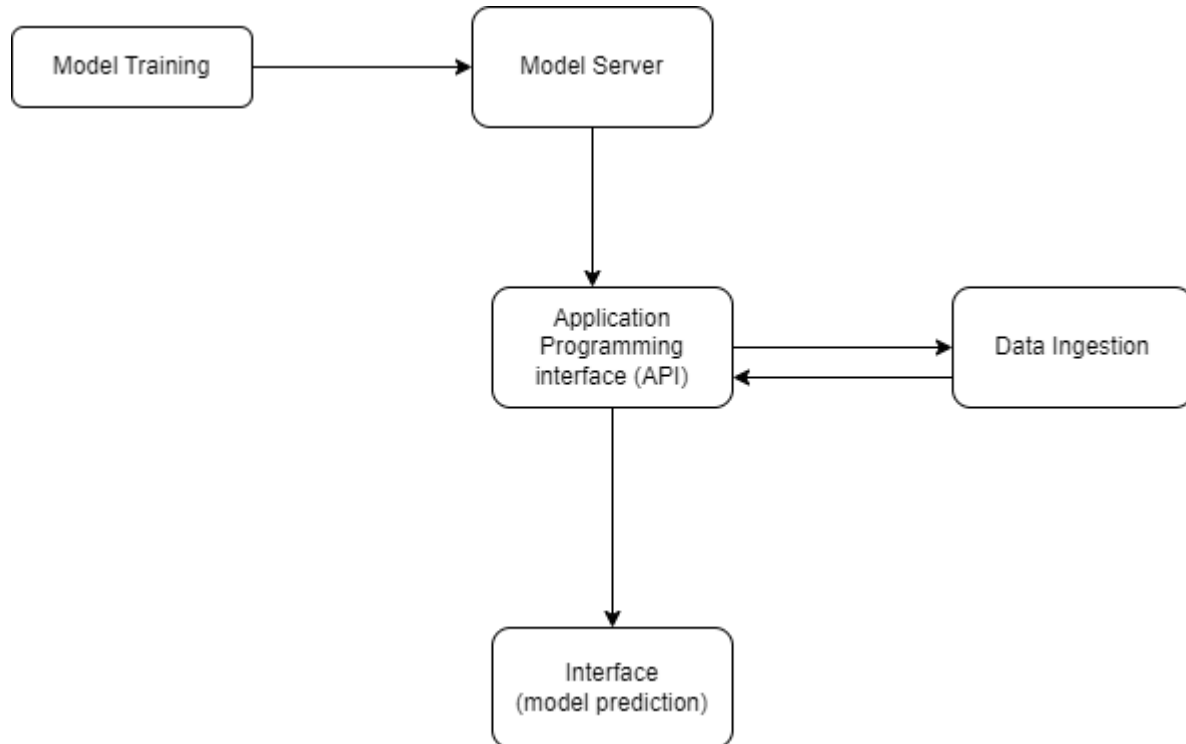 Model Training
Model Server
Application
Programming
interface (API)
Data Ingestion
Interface
(model prediction)